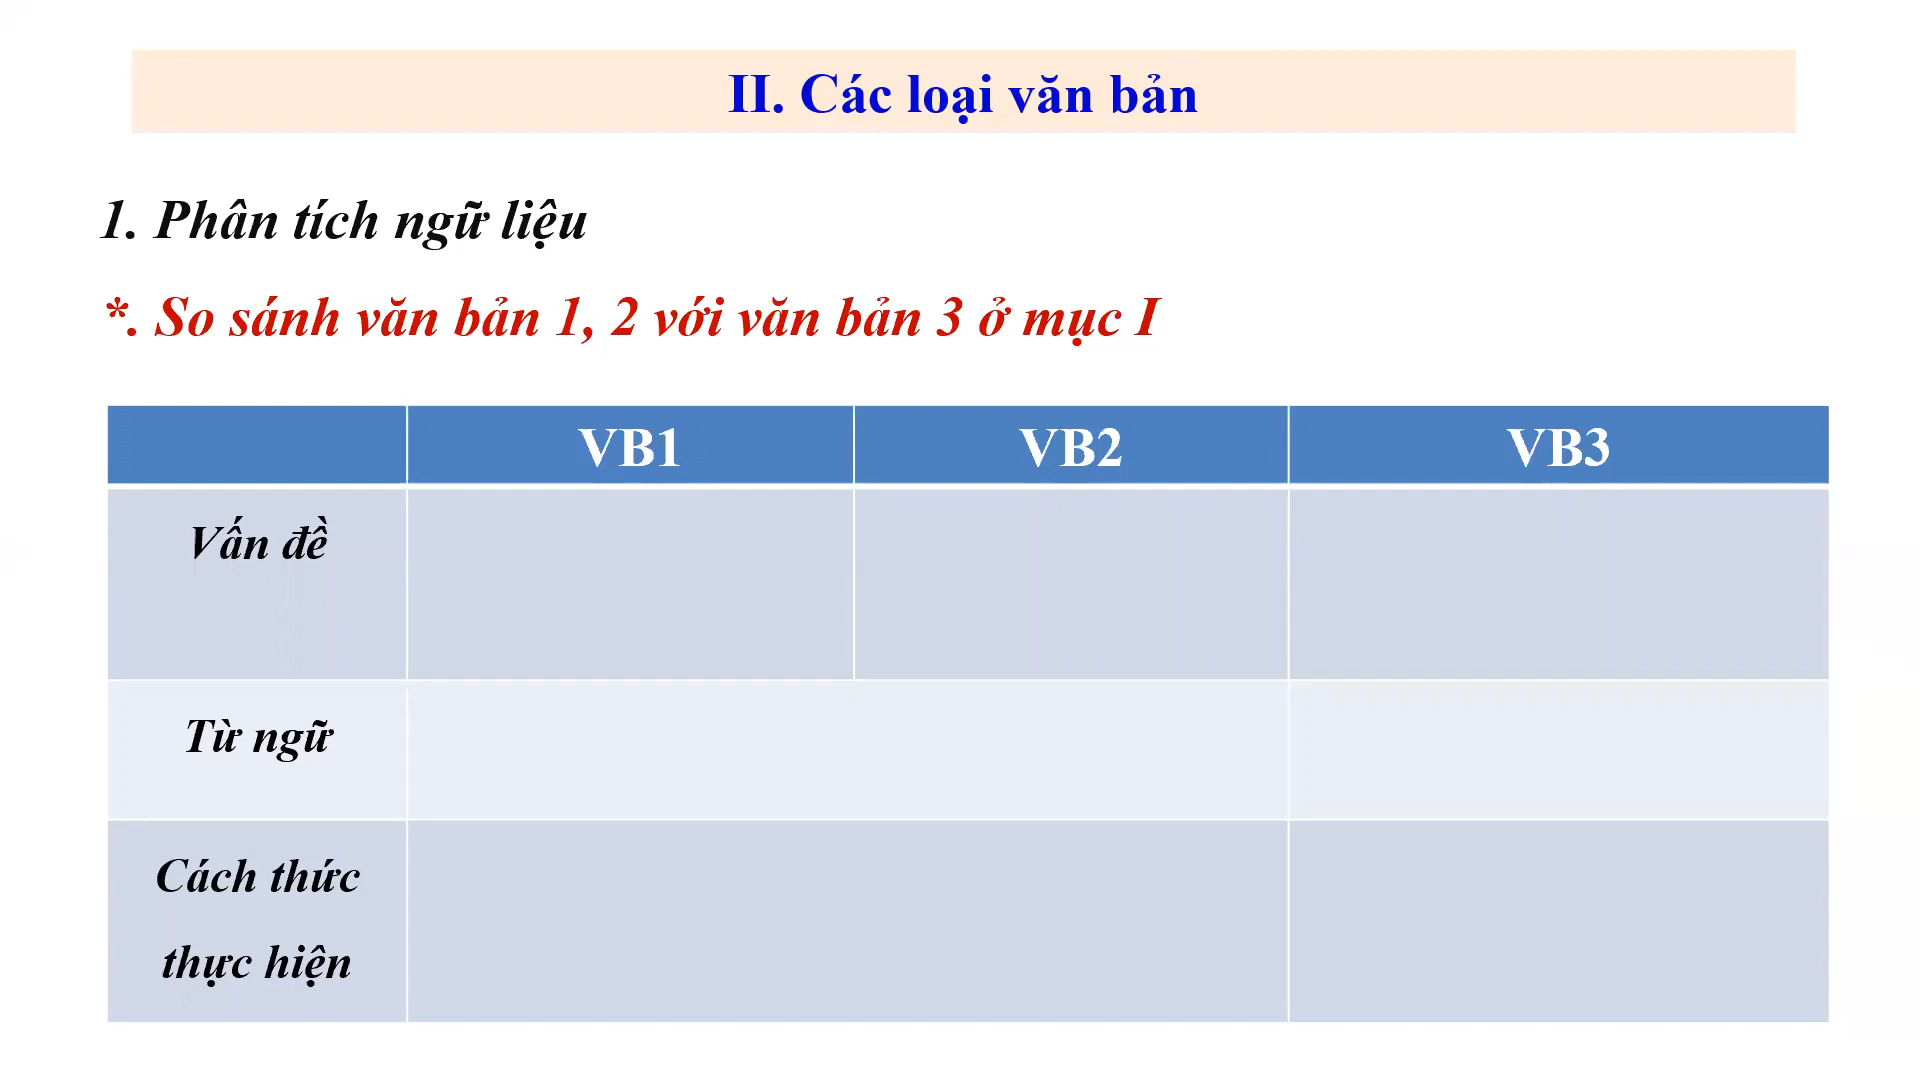 II. Các loại văn bản
1. Phân tích ngữ liệu
*. So sánh văn bản 1, 2 với văn bản 3 ở mục I
VB1 VB2 VB3
Vấn đề
Từ ngữ
Cách thức
thực hiện